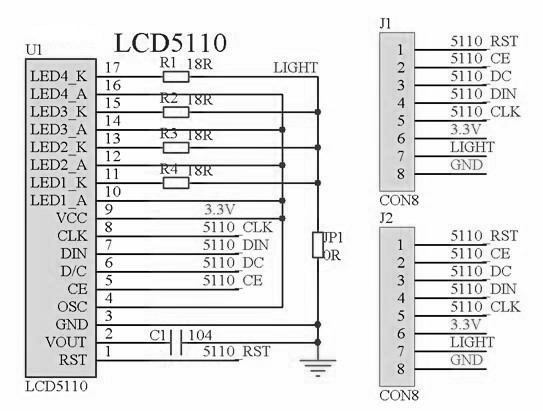 LCD5110
U1
LED4_K 17 R1 18R LIGHT
LED4_A 16
LED3_K 15 R2 18R
LED3_A 14
LED2_K 13 R3 18R
LED2_A 12
LED1_K 11 R4 18R
LED1_A 10
VCC 9 3.3V
CLK 8 5110_CLK
DIN 7 5110_DIN
D/C 6 5110_DC
CE 5 5110_CE
OSC 4
GND 3
VOUT 2 C1 104
RST 1 5110_RST
LCD5110
JP1
0R
J1
1 5110_RST
2 5110_CE
3 5110_DC
4 5110_DIN
5 5110_CLK
6 3.3V
7 LIGHT
8 GND
CON8
J2
1 5110_RST
2 5110_CE
3 5110_DC
4 5110_DIN
5 5110_CLK
6 3.3V
7 LIGHT
8 GND
CON8